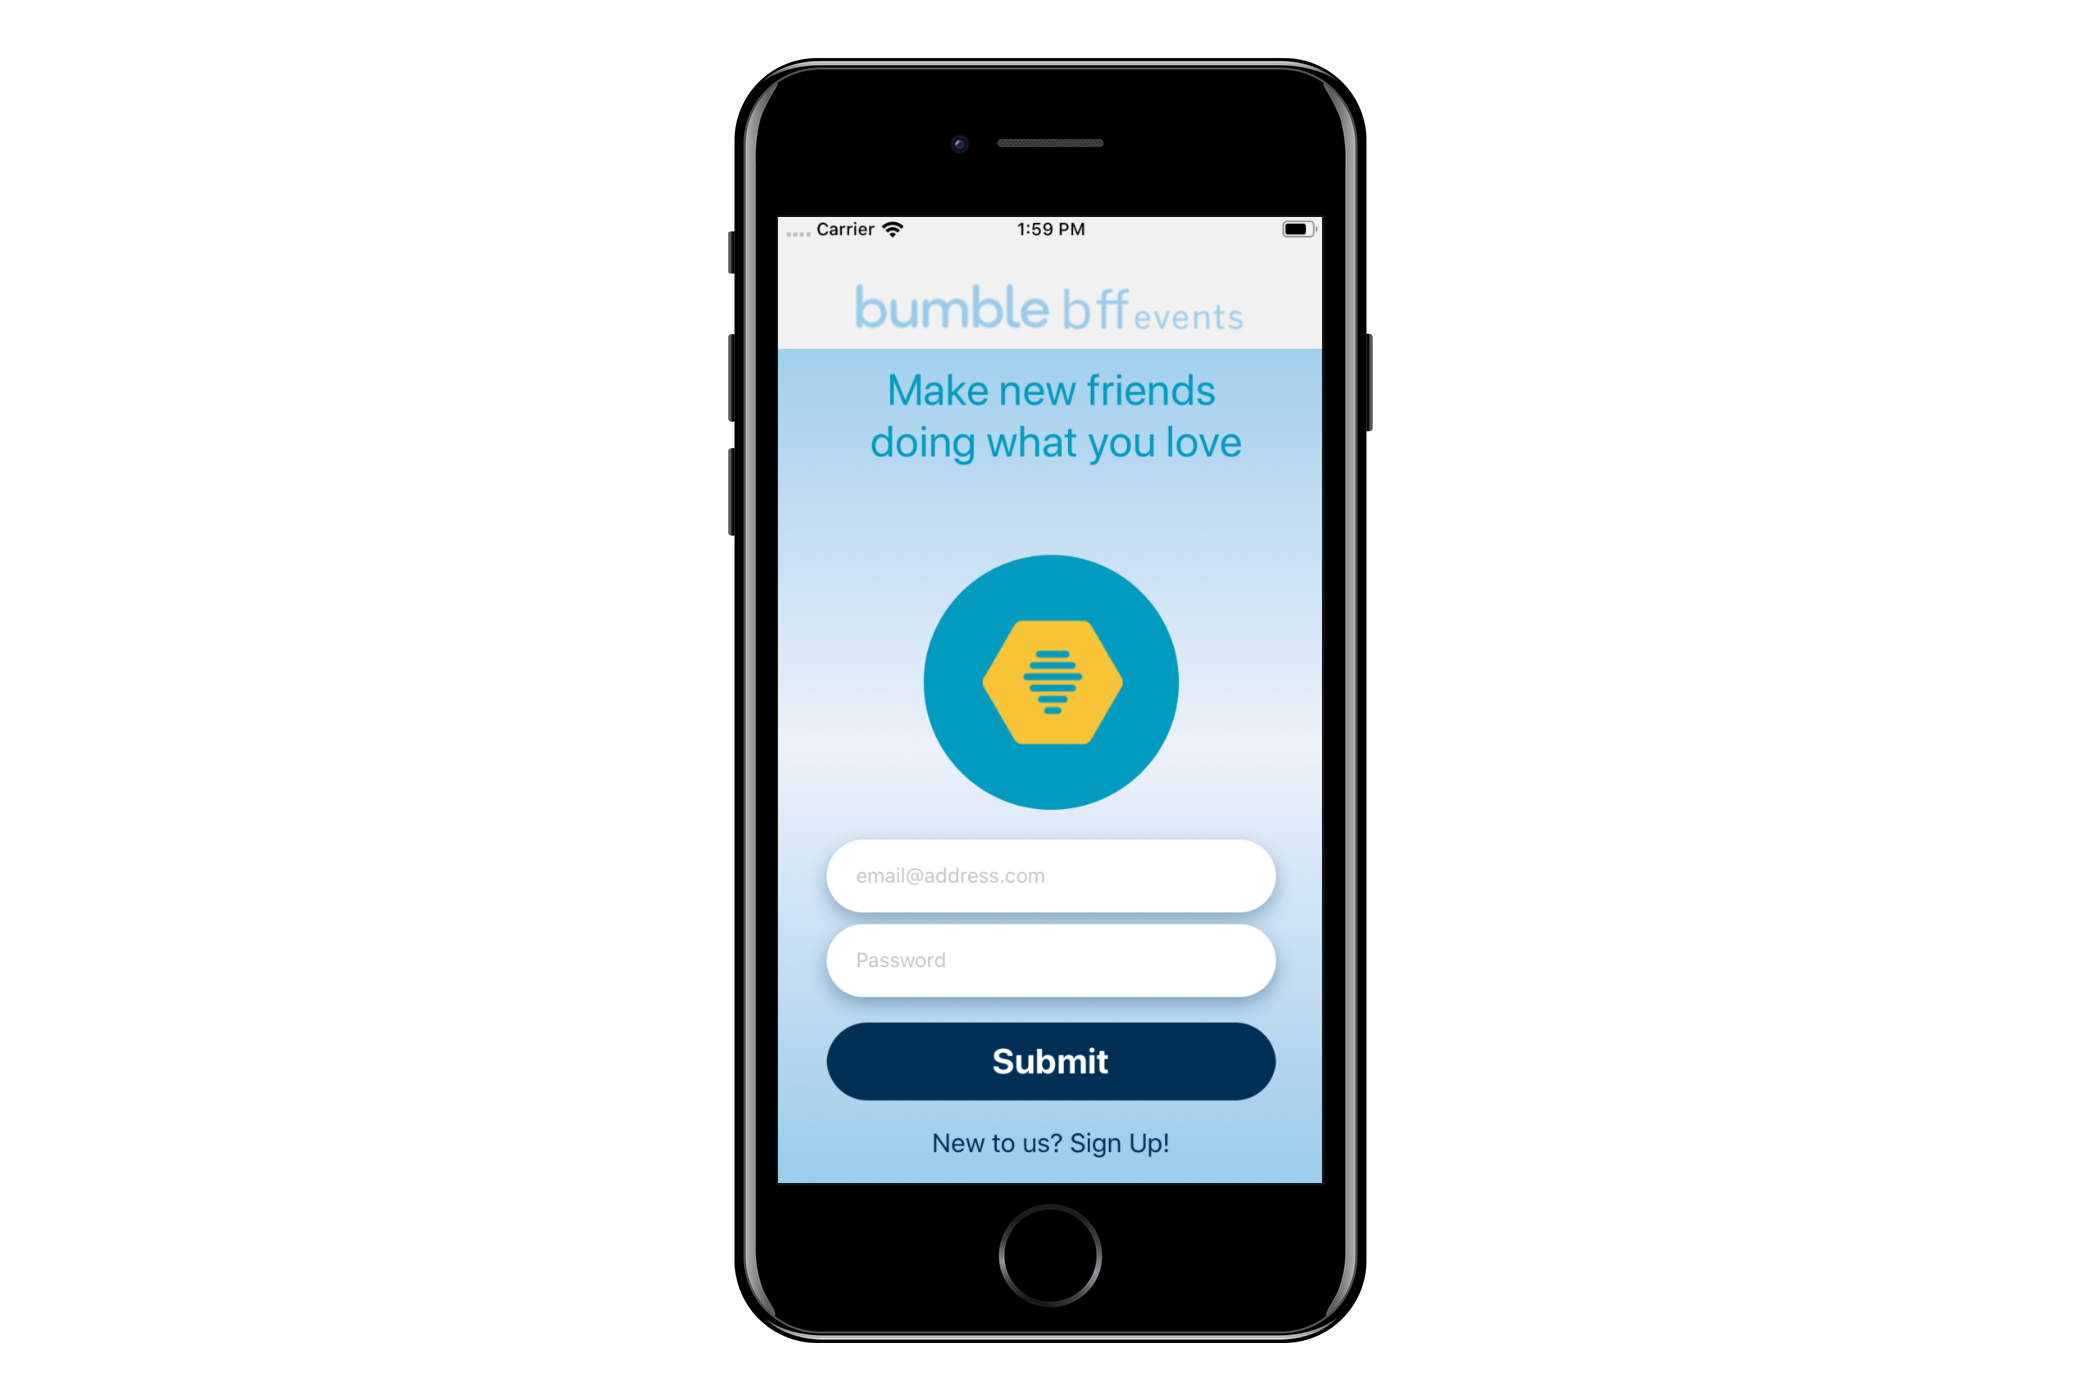 Carrier 1:59 PM
bumble bff events
Make new friends
doing what you love
email@address.com
Password
Submit
New to us? Sign Up!